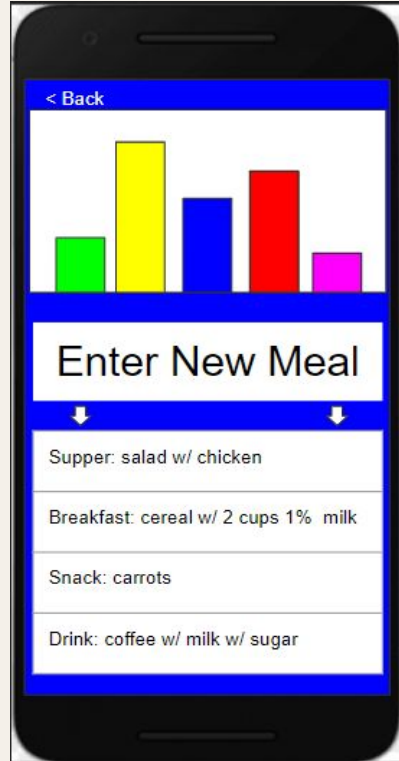 < Back
Enter New Meal
Supper: salad w/ chicken
Breakfast: cereal w/ 2 cups 1% milk
Snack: carrots
Drink: coffee w/ milk w/ sugar